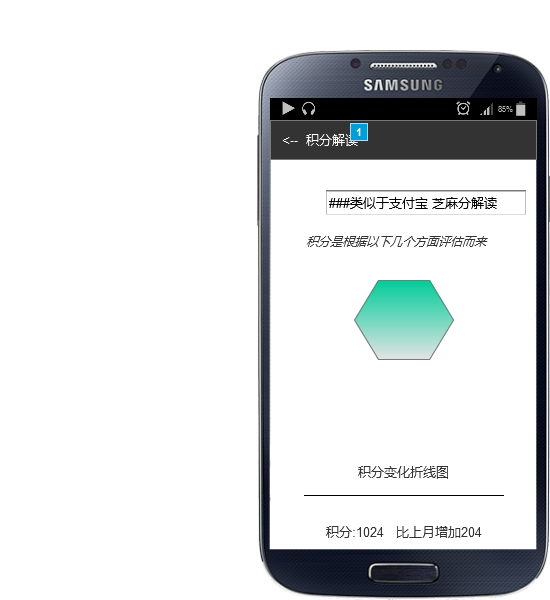 SAMSUNG
85%
<-- 积分解读
1
###类似于支付宝 芝麻分解读
积分是根据以下几个方面评估而来
积分变化折线图
积分:1024 比上月增加204